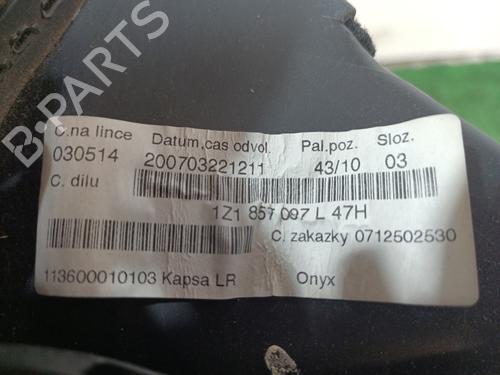 B-PARTS
C.na lince Datum,cas odvol. Pal.poz. Sloz.
030514 200703221211 43/10 03
C. dilu
1Z1 857 097 L 47H
C. zakazky 0712502530
113600010103 Kapsa LR Onyx